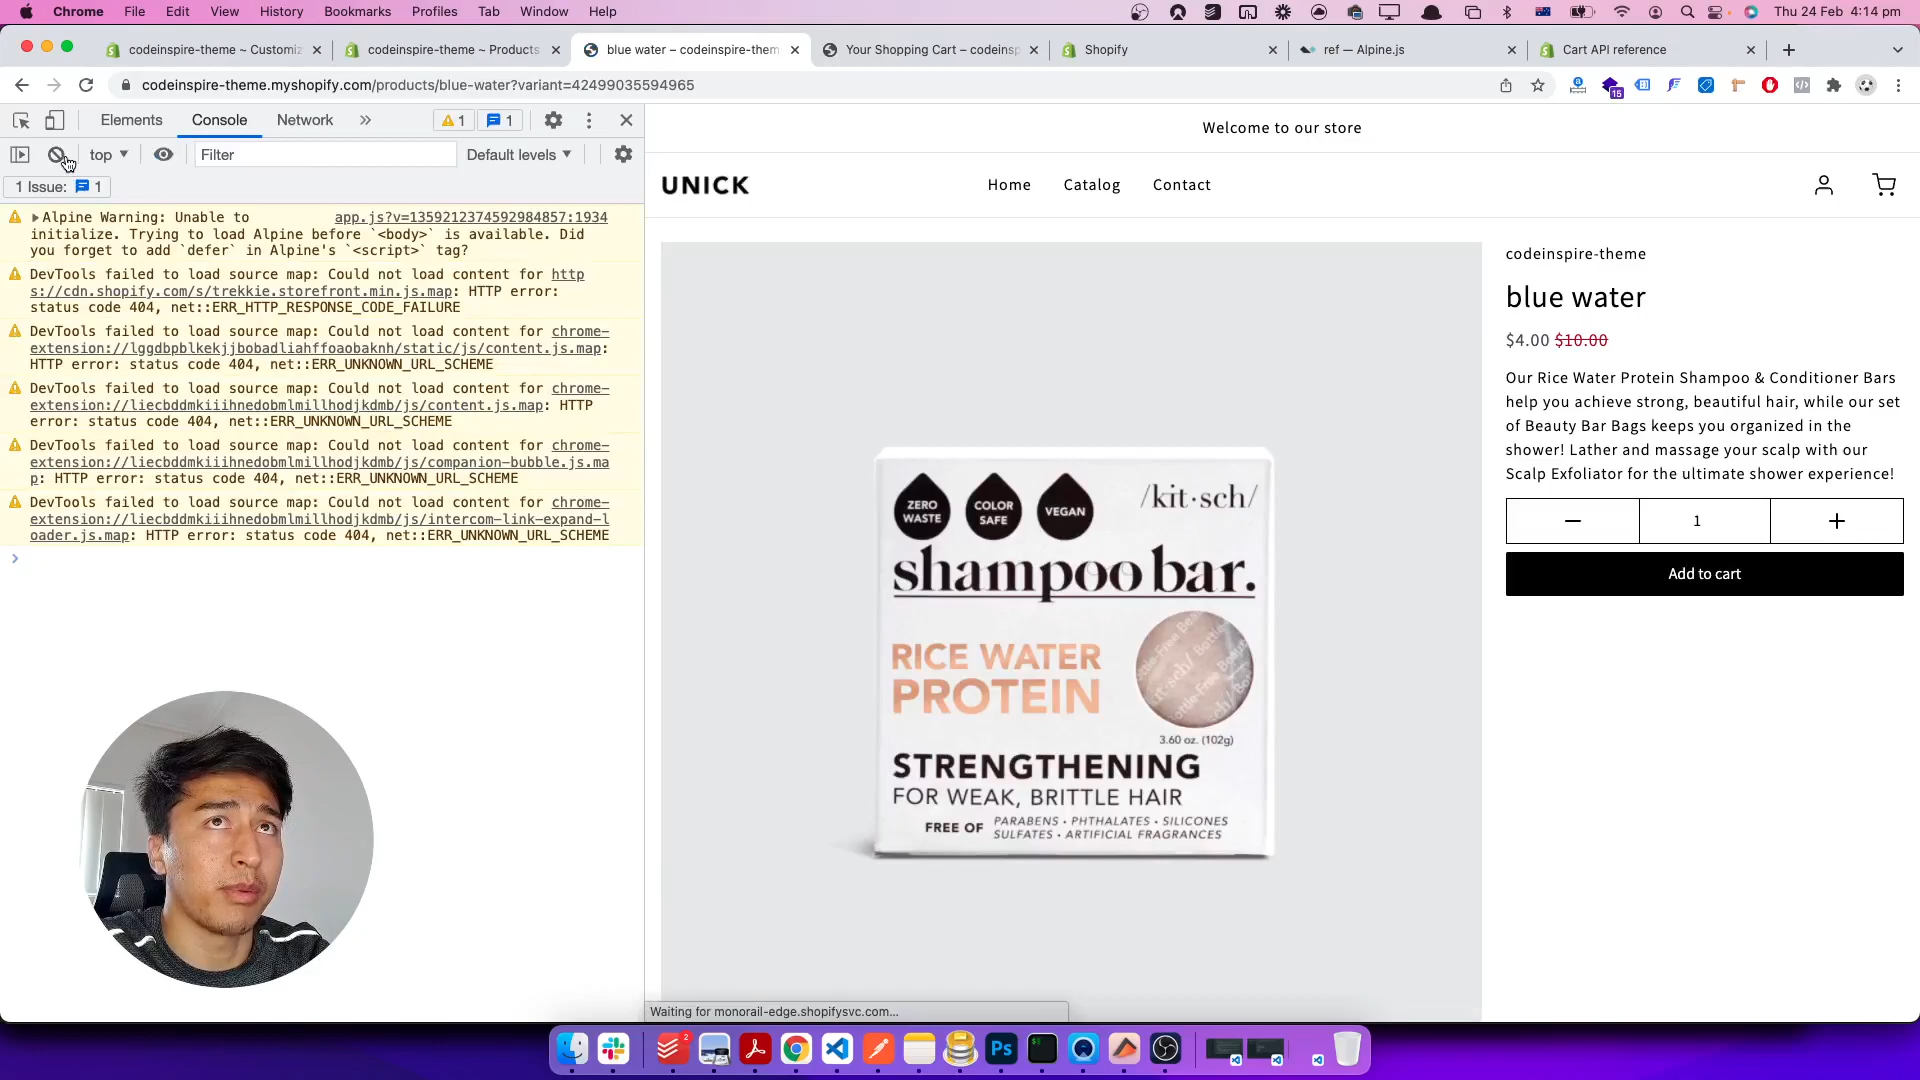 Chrome File Edit View History Bookmarks Profiles Tab Window Help Thu 24 Feb 4:14 pm
codeinspire-theme ~ Customiz codeinspire-theme ~ Products blue water – codeinspire-them Your Shopping Cart – codeinsp Shopify ref — Alpine.js Cart API reference
codeinspire-theme.myshopify.com/products/blue-water?variant=42499035594965 15
Elements Console Network 1 1
top Filter Default levels
1 Issue: 1
Alpine Warning: Unable to app.js?v=1359212374592984857:1934
initialize. Trying to load Alpine before `<body>` is available. Did
you forget to add `defer` in Alpine's `<script>` tag?
DevTools failed to load source map: Could not load content for http
s://cdn.shopify.com/s/trekkie.storefront.min.js.map: HTTP error:
status code 404, net::ERR_HTTP_RESPONSE_CODE_FAILURE
DevTools failed to load source map: Could not load content for chrome-
extension://lggdbpblkekjjbobadliahffoaobaknh/static/js/content.js.map:
HTTP error: status code 404, net::ERR_UNKNOWN_URL_SCHEME
DevTools failed to load source map: Could not load content for chrome-
extension://liecbddmkiiihnedobmlmillhodjkdmb/js/content.js.map: HTTP
error: status code 404, net::ERR_UNKNOWN_URL_SCHEME
DevTools failed to load source map: Could not load content for chrome-
extension://liecbddmkiiihnedobmlmillhodjkdmb/js/companion-bubble.js.ma
p: HTTP error: status code 404, net::ERR_UNKNOWN_URL_SCHEME
DevTools failed to load source map: Could not load content for chrome-
extension://liecbddmkiiihnedobmlmillhodjkdmb/js/intercom-link-expand-l
oader.js.map: HTTP error: status code 404, net::ERR_UNKNOWN_URL_SCHEME
Welcome to our store
UNICK Home Catalog Contact
ZERO WASTE
COLOR SAFE
VEGAN
/kit·sch/
shampoo bar.
RICE WATER
PROTEIN
3.60 oz. (102g)
STRENGTHENING
FOR WEAK, BRITTLE HAIR
FREE OF PARABENS • PHTHALATES • SILICONES
SULFATES • ARTIFICIAL FRAGRANCES
codeinspire-theme
blue water
$4.00 $10.00
Our Rice Water Protein Shampoo & Conditioner Bars
help you achieve strong, beautiful hair, while our set
of Beauty Bar Bags keeps you organized in the
shower! Lather and massage your scalp with our
Scalp Exfoliator for the ultimate shower experience!
1
Add to cart
Waiting for monorail-edge.shopifysvc.com...
2
Ps